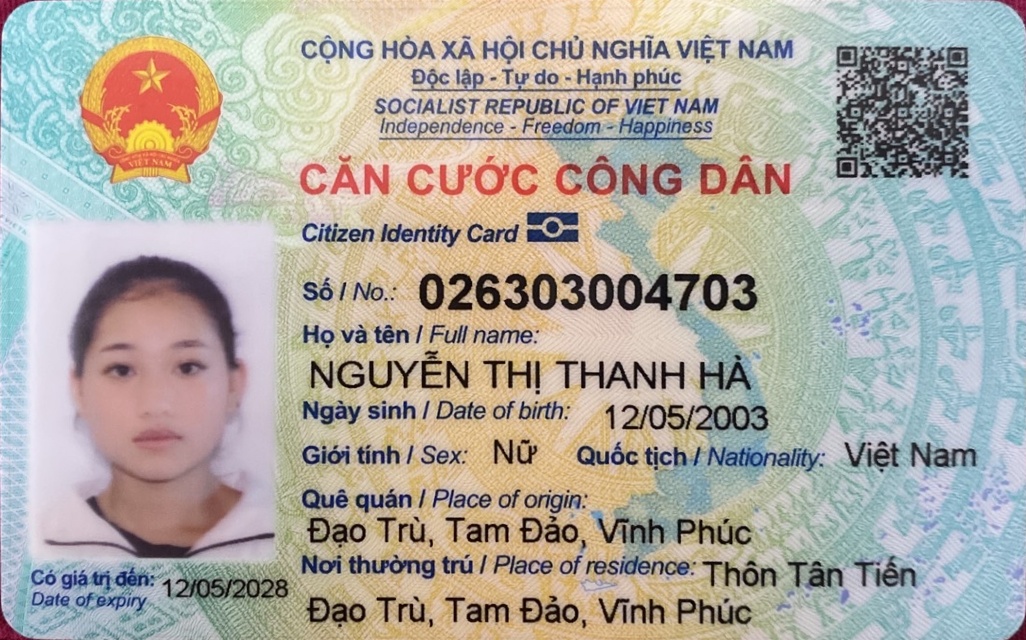 CỘNG HÒA XÃ HỘI CHỦ NGHĨA VIỆT NAM
Độc lập - Tự do - Hạnh phúc
SOCIALIST REPUBLIC OF VIET NAM
Independence - Freedom - Happiness
CĂN CƯỚC CÔNG DÂN
Citizen Identity Card
Số / No.: 026303004703
Họ và tên / Full name:
NGUYỄN THỊ THANH HÀ
Ngày sinh / Date of birth: 12/05/2003
Giới tính / Sex: Nữ Quốc tịch / Nationality: Việt Nam
Quê quán / Place of origin:
Đạo Trù, Tam Đảo, Vĩnh Phúc
Nơi thường trú / Place of residence: Thôn Tân Tiến
Đạo Trù, Tam Đảo, Vĩnh Phúc
Có giá trị đến: 12/05/2028
Date of expiry
VIỆT NAM